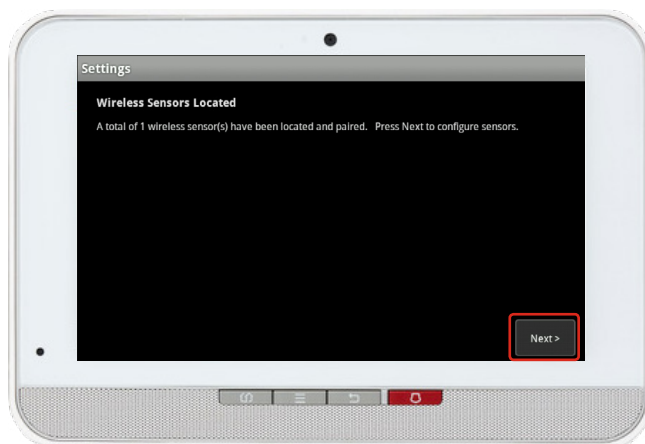 Settings
Wireless Sensors Located
A total of 1 wireless sensor(s) have been located and paired. Press Next to configure sensors.
Next >